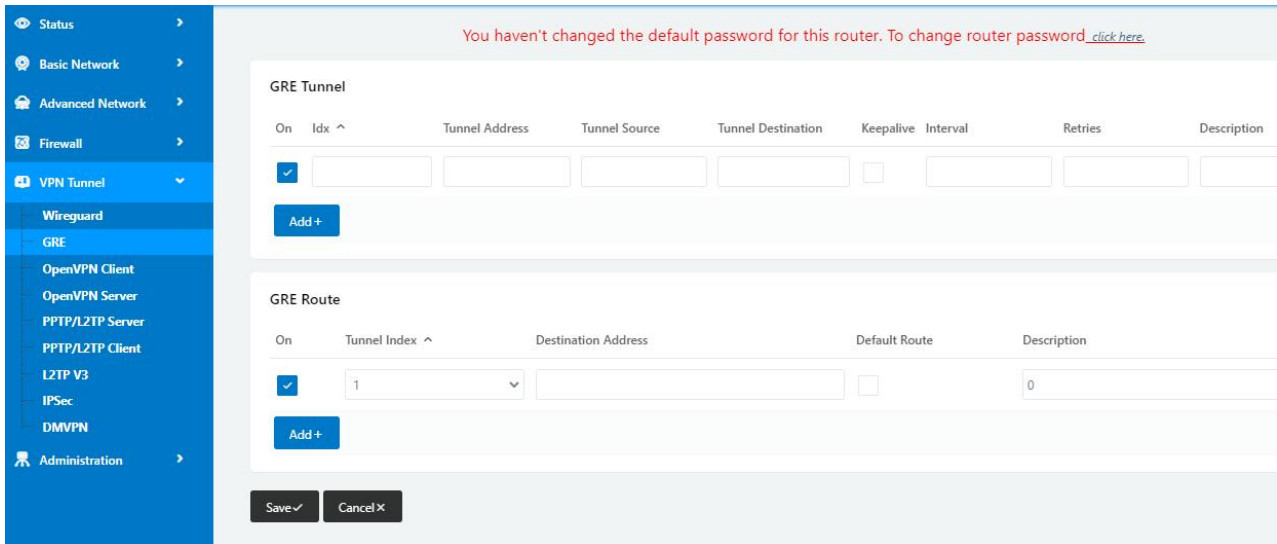 Status
Basic Network
Advanced Network
Firewall
VPN Tunnel
Wireguard
GRE
OpenVPN Client
OpenVPN Server
PPTP/L2TP Server
PPTP/L2TP Client
L2TP V3
IPSec
DMVPN
Administration
You haven't changed the default password for this router. To change router password click here.
GRE Tunnel
On Idx Tunnel Address Tunnel Source Tunnel Destination Keepalive Interval Retries Description
Add+
GRE Route
On Tunnel Index Destination Address Default Route Description
1 0
Add+
Save Cancel